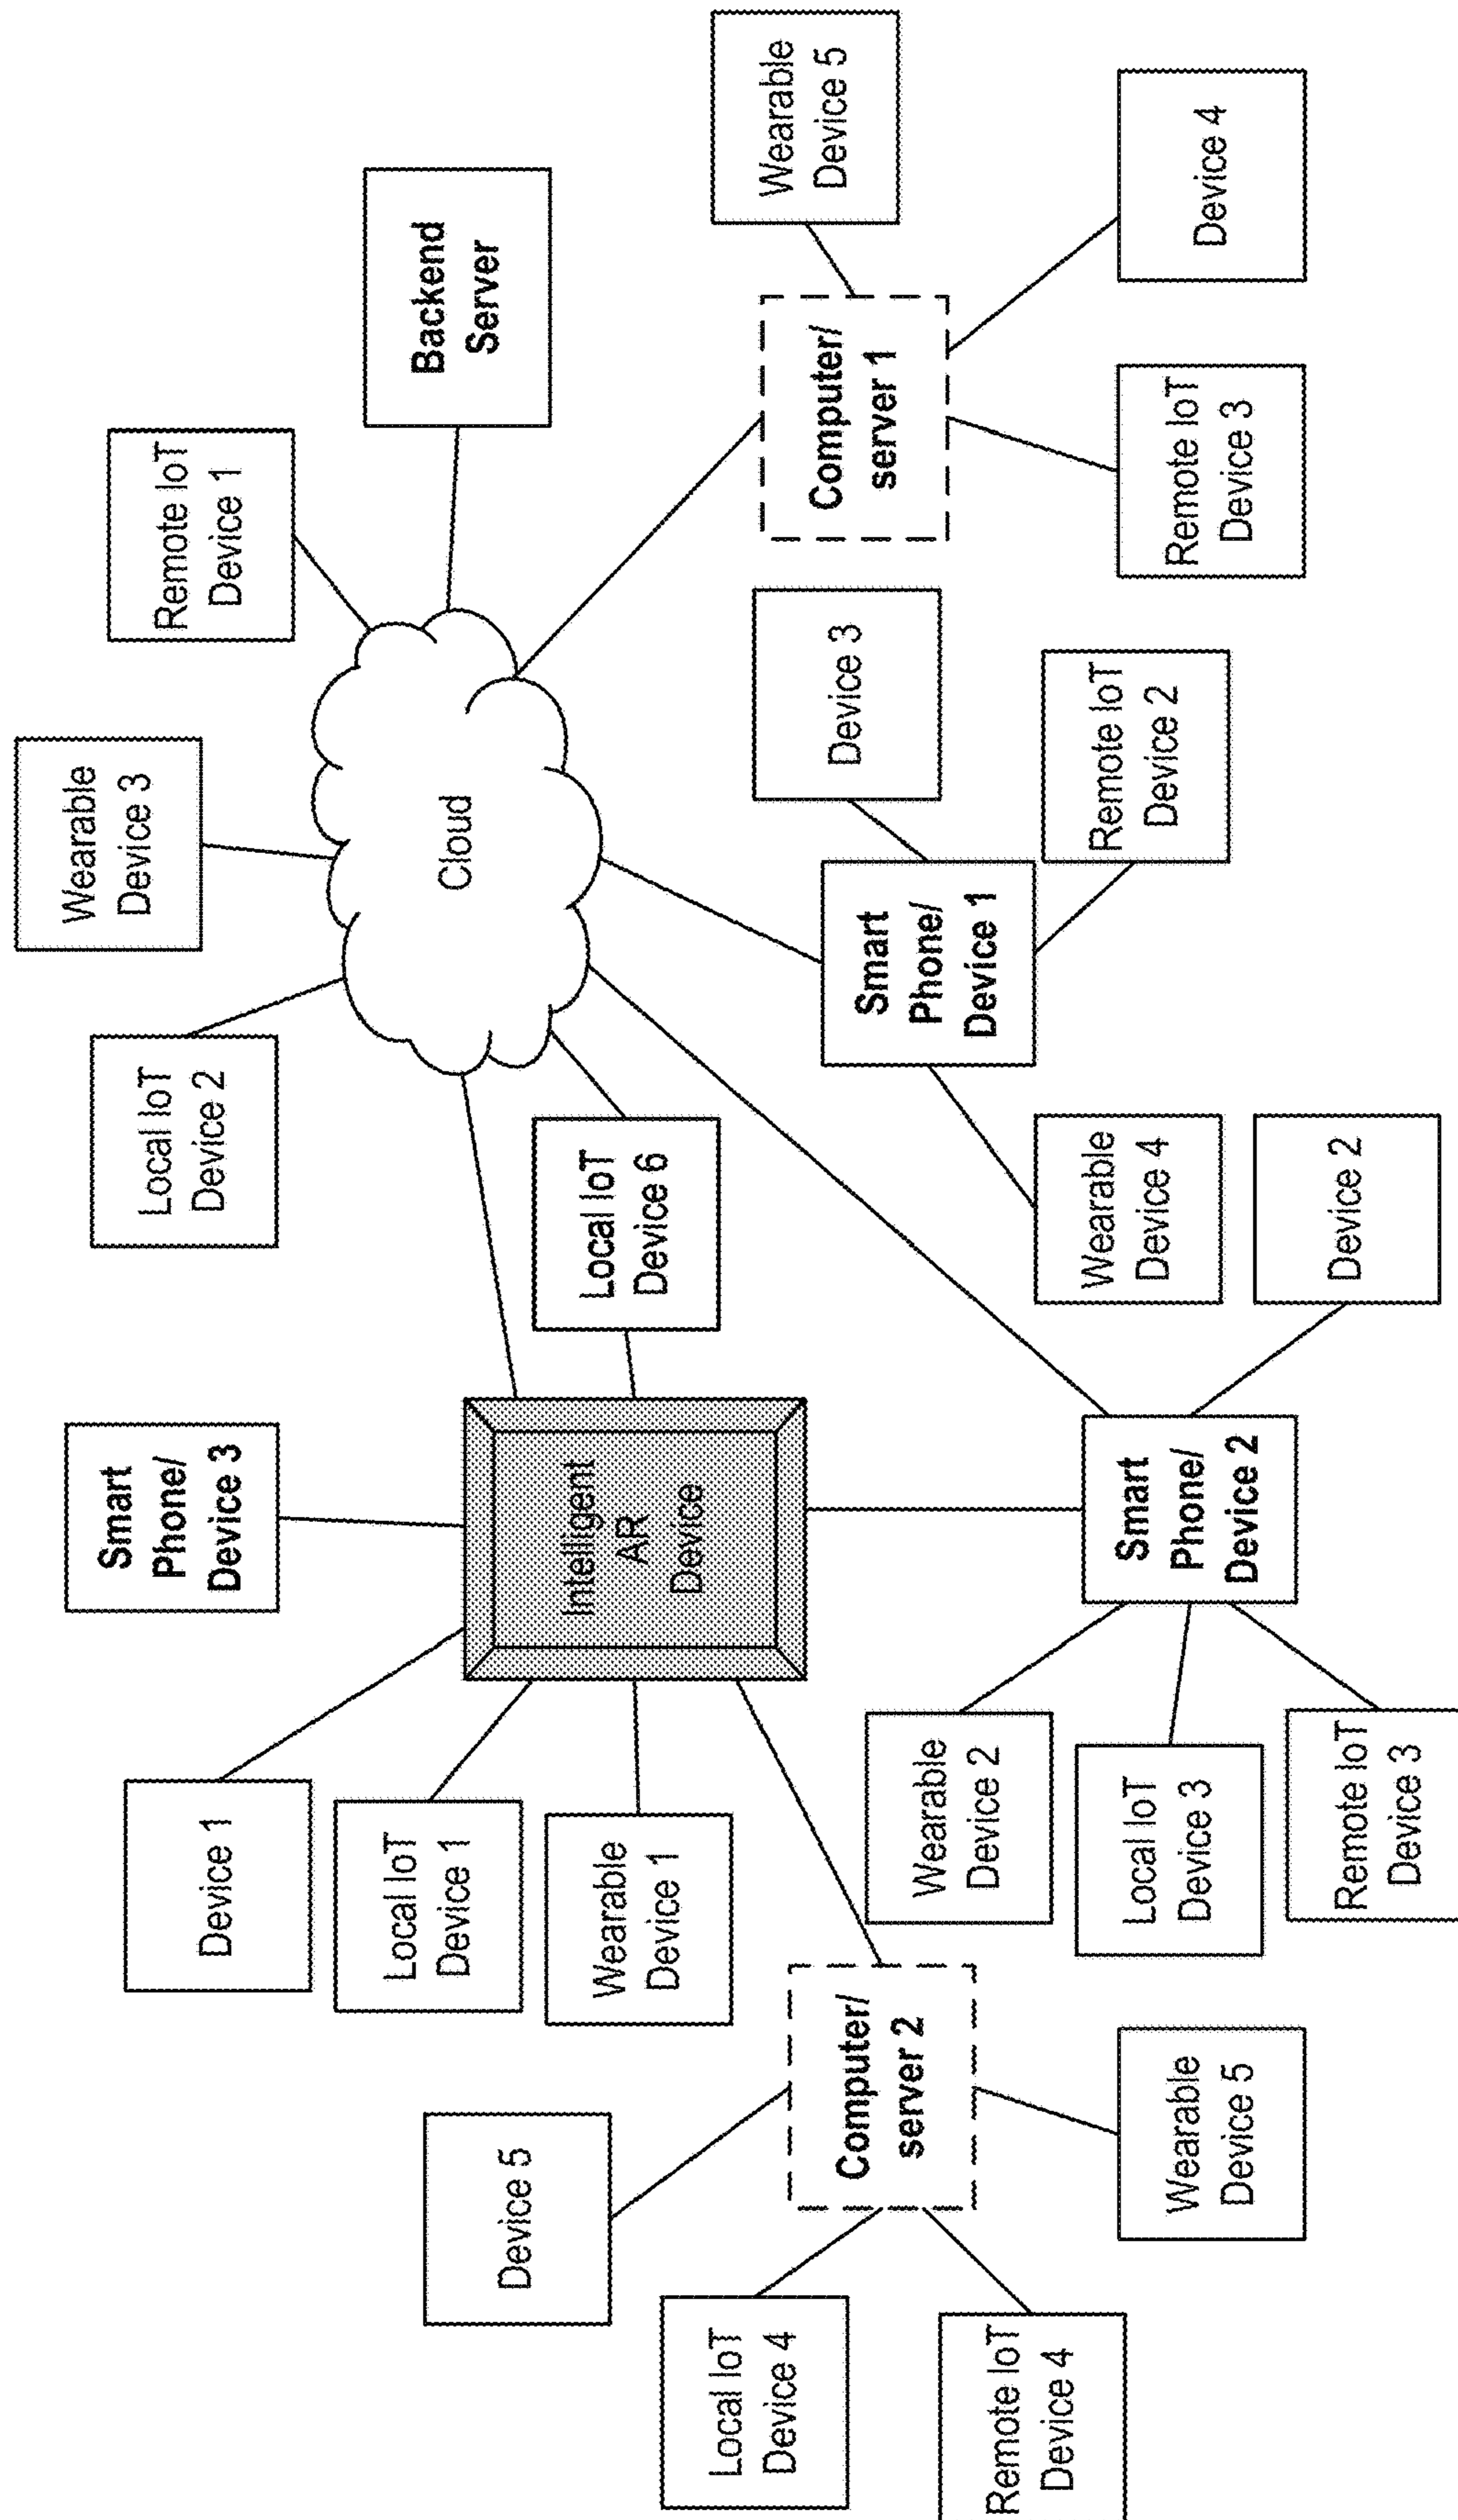 Wearable
Device 3
Remote IoT
Device 1
Local IoT
Device 2
Smart
Phone/
Device 3
Device 1
Backend
Server
Cloud
Local IoT
Device 1
Device 5
Intelligent
AR
Device
Local IoT
Device 6
Wearable
Device 1
Wearable
Device 5
Local IoT
Device 4
Computer/
server 2
Computer/
server 1
Device 3
Smart
Phone/
Device 1
Wearable
Device 2
Remote IoT
Device 4
Wearable
Device 4
Remote IoT
Device 2
Local IoT
Device 3
Smart
Phone/
Device 2
Wearable
Device 5
Remote IoT
Device 3
Device 4
Device 2
Remote IoT
Device 3